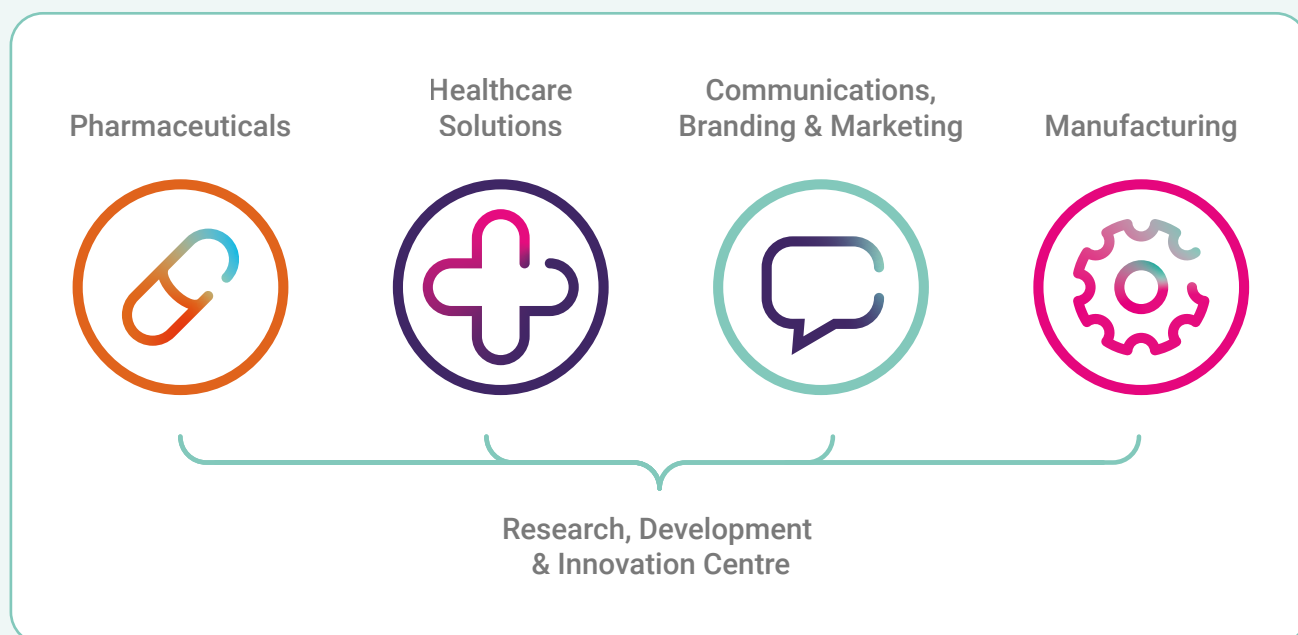 Pharmaceuticals
Healthcare
Solutions
Communications,
Branding & Marketing
Manufacturing
Research, Development
& Innovation Centre